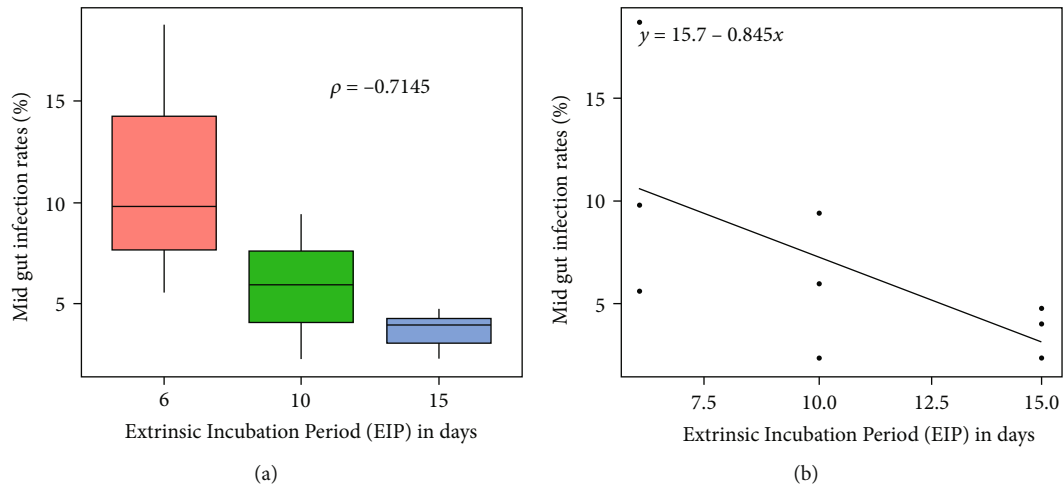 Mid gut infection rates (%)
15
10
5
ρ = –0.7145
6
10
15
Extrinsic Incubation Period (EIP) in days
(a)
Mid gut infection rates (%)
15
10
5
y = 15.7 – 0.845x
7.5
10.0
12.5
15.0
Extrinsic Incubation Period (EIP) in days
(b)